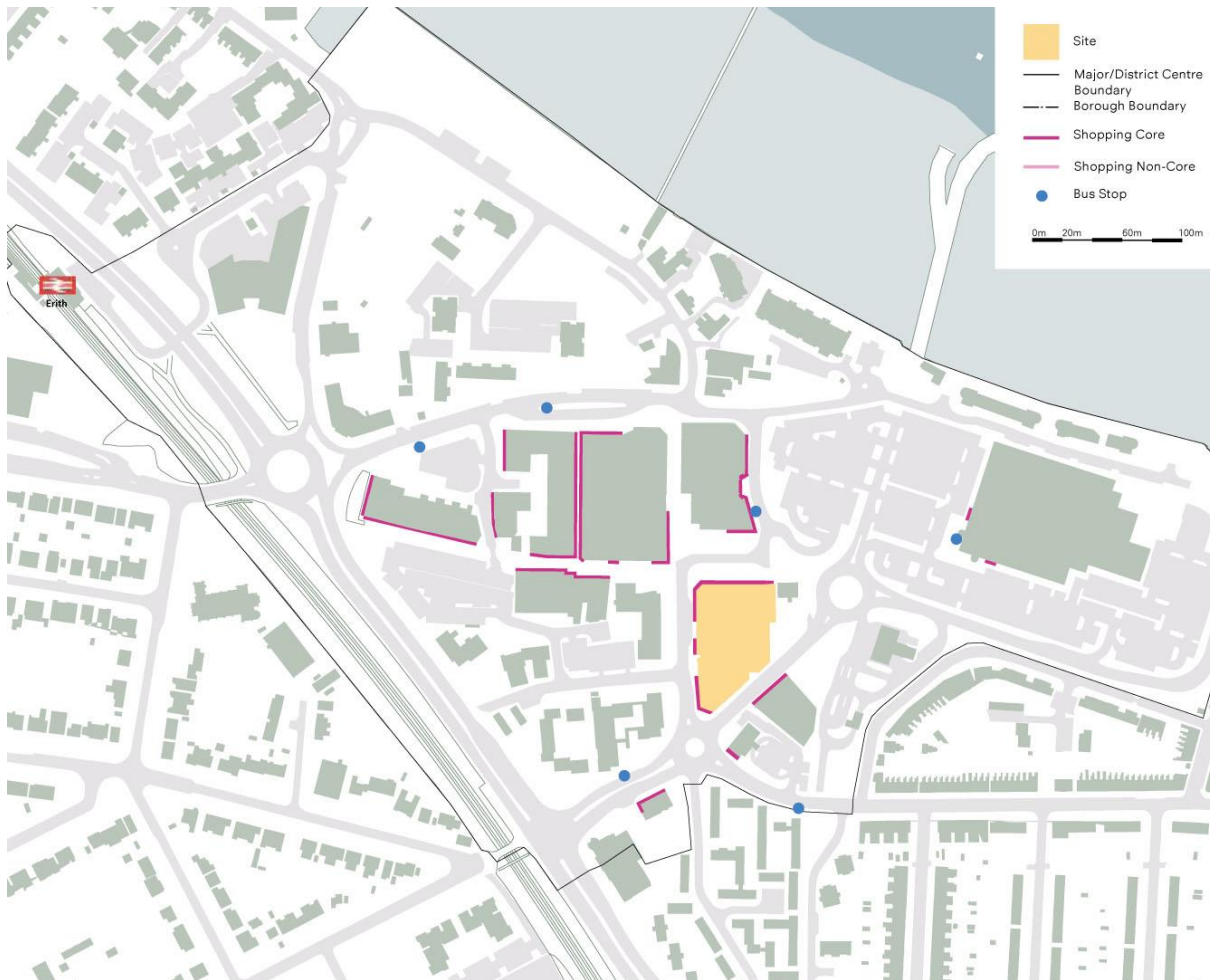 Site
Major/District Centre
Boundary
Borough Boundary
Shopping Core
Shopping Non-Core
Bus Stop
0m 20m 60m 100m
Erith